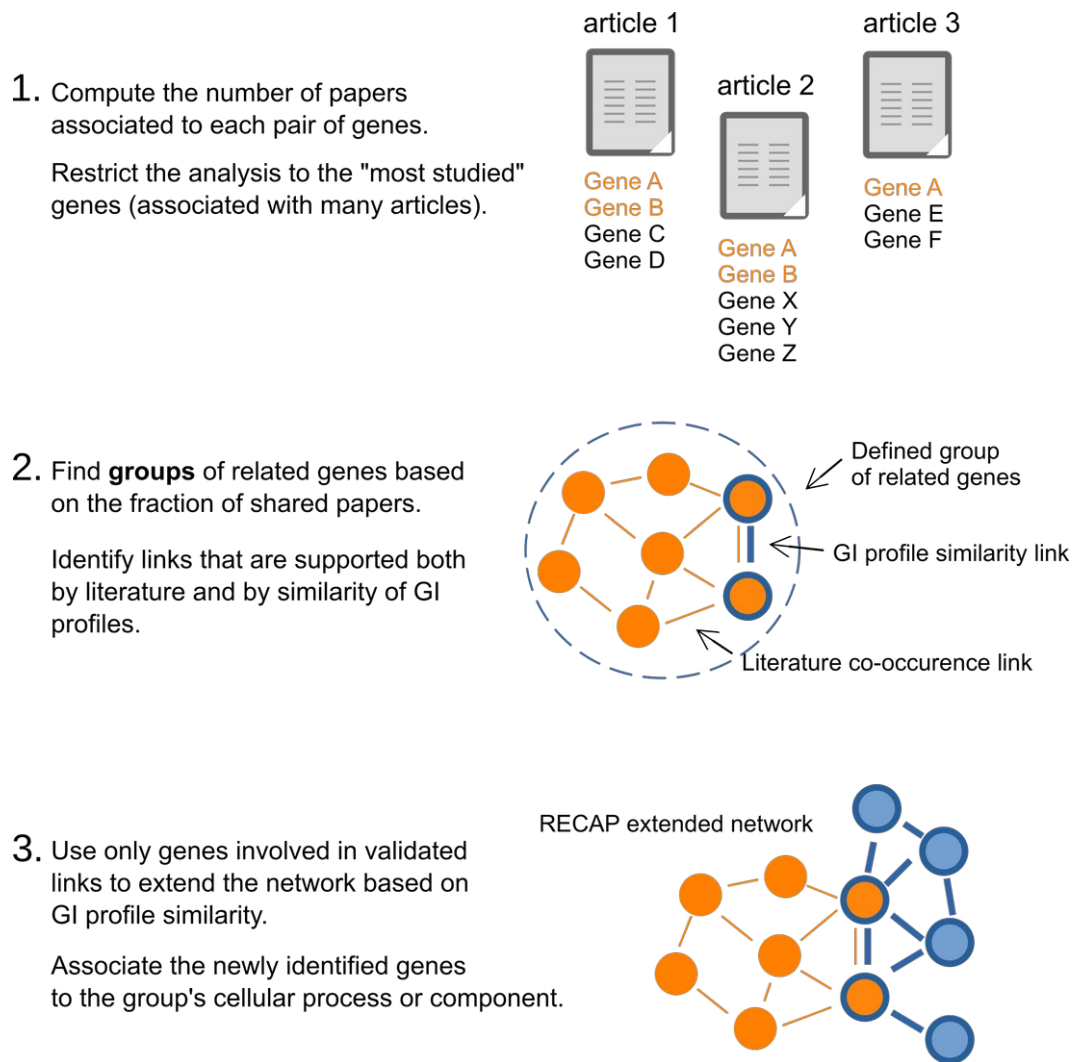 1. Compute the number of papers
associated to each pair of genes.
Restrict the analysis to the "most studied"
genes (associated with many articles).
article 1
Gene A
Gene B
Gene C
Gene D
article 2
Gene A
Gene B
Gene X
Gene Y
Gene Z
article 3
Gene A
Gene E
Gene F
2. Find groups of related genes based
on the fraction of shared papers.
Identify links that are supported both
by literature and by similarity of GI
profiles.
Defined group
of related genes
GI profile similarity link
Literature co-occurence link
3. Use only genes involved in validated
links to extend the network based on
GI profile similarity.
Associate the newly identified genes
to the group's cellular process or component.
RECAP extended network